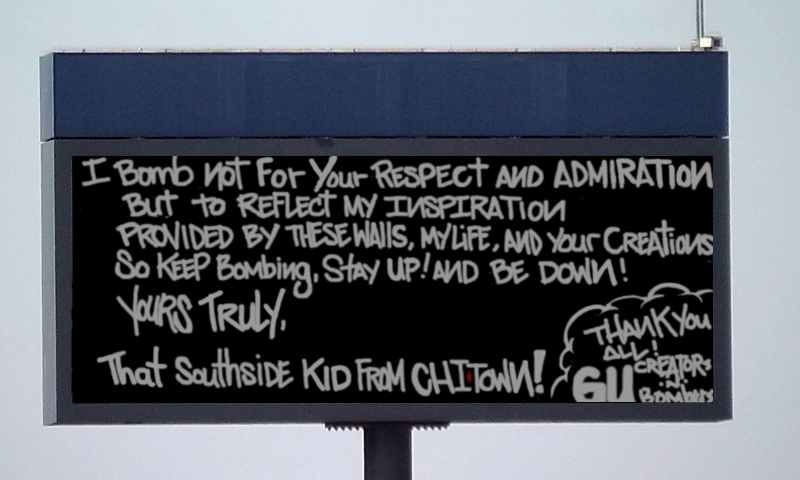 I Bomb not For Your RESPECT AND ADMIRATION
But to REFLECT MY INSPIRATION
PROVIDED BY THESE WALLS, MY LiFE, AND Your CREATIONS
So KEEP Bombing, STAY UP! AND BE DOWN!
YOURS TRULY,
That SouthSIDE KID FROM CHI*TOWN!
THANK You
ALL!
CREATORS
'N'
6U